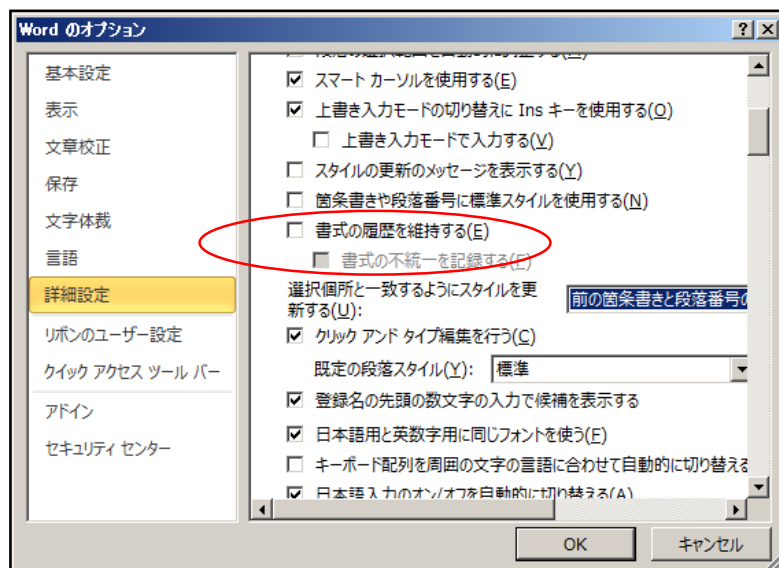 Word のオプション
基本設定
表示
文章校正
保存
文字体裁
言語
詳細設定
リボンのユーザー設定
クイック アクセス ツール バー
アドイン
セキュリティ センター
スマート カーソルを使用する(E)
上書き入力モードの切り替えに Ins キーを使用する(O)
上書き入力モードで入力する(V)
スタイルの更新のメッセージを表示する(Y)
箇条書きや段落番号に標準スタイルを使用する(N)
書式の履歴を維持する(E)
書式の不統一を記録する(F)
選択個所と一致するようにスタイルを更
新する(U):
前の箇条書きと段落番号の
クリック アンド タイプ編集を行う(C)
既定の段落スタイル(Y):
標準
登録名の先頭の数文字の入力で候補を表示する
日本語用と英数字用に同じフォントを使う(F)
キーボード配列を周囲の文字の言語に合わせて自動的に切り替える
日本語入力のオン/オフを自動的に切り替える(A)
OK
キャンセル